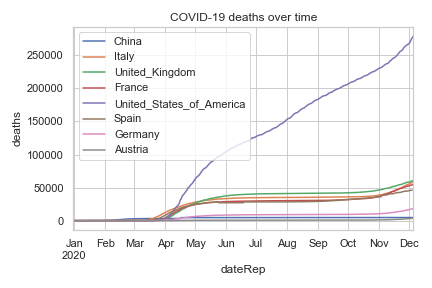 COVID-19 deaths over time
China
Italy
United_Kingdom
France
United_States_of_America
Spain
Germany
Austria
deaths
250000
200000
150000
100000
50000
0
Jan Feb Mar Apr May Jun Jul Aug Sep Oct Nov Dec
2020
dateRep